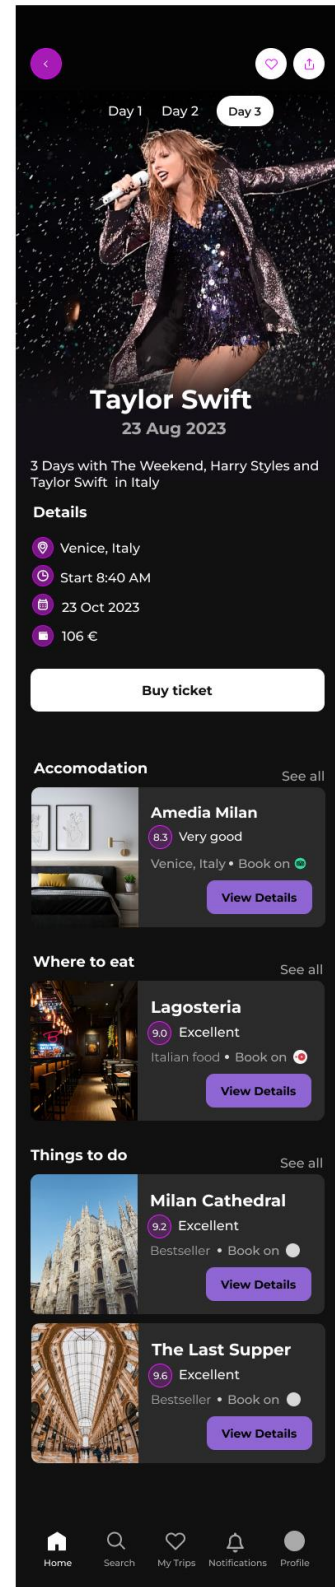 Day 1 Day 2 Day 3
Taylor Swift
23 Aug 2023
3 Days with The Weekend, Harry Styles and
Taylor Swift in Italy
Details
Venice, Italy
Start 8:40 AM
23 Oct 2023
106 €
Buy ticket
Accomodation
See all
Amedia Milan
8.3 Very good
Venice, Italy • Book on
View Details
Where to eat
See all
Lagosteria
9.0 Excellent
Italian food • Book on
View Details
Things to do
See all
Milan Cathedral
9.2 Excellent
Bestseller • Book on
View Details
The Last Supper
9.6 Excellent
Bestseller • Book on
View Details
Home Search My Trips Notifications Profile